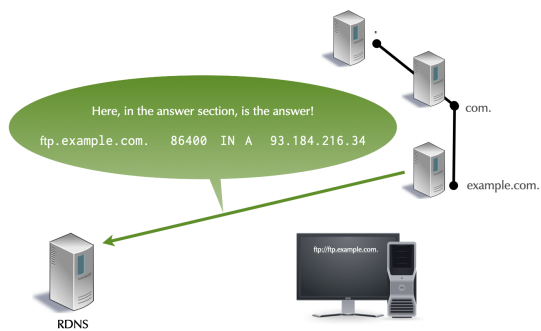 .
com.
Here, in the answer section, is the answer!
ftp.example.com. 86400 IN A 93.184.216.34
example.com.
ftp://ftp.example.com.
RDNS